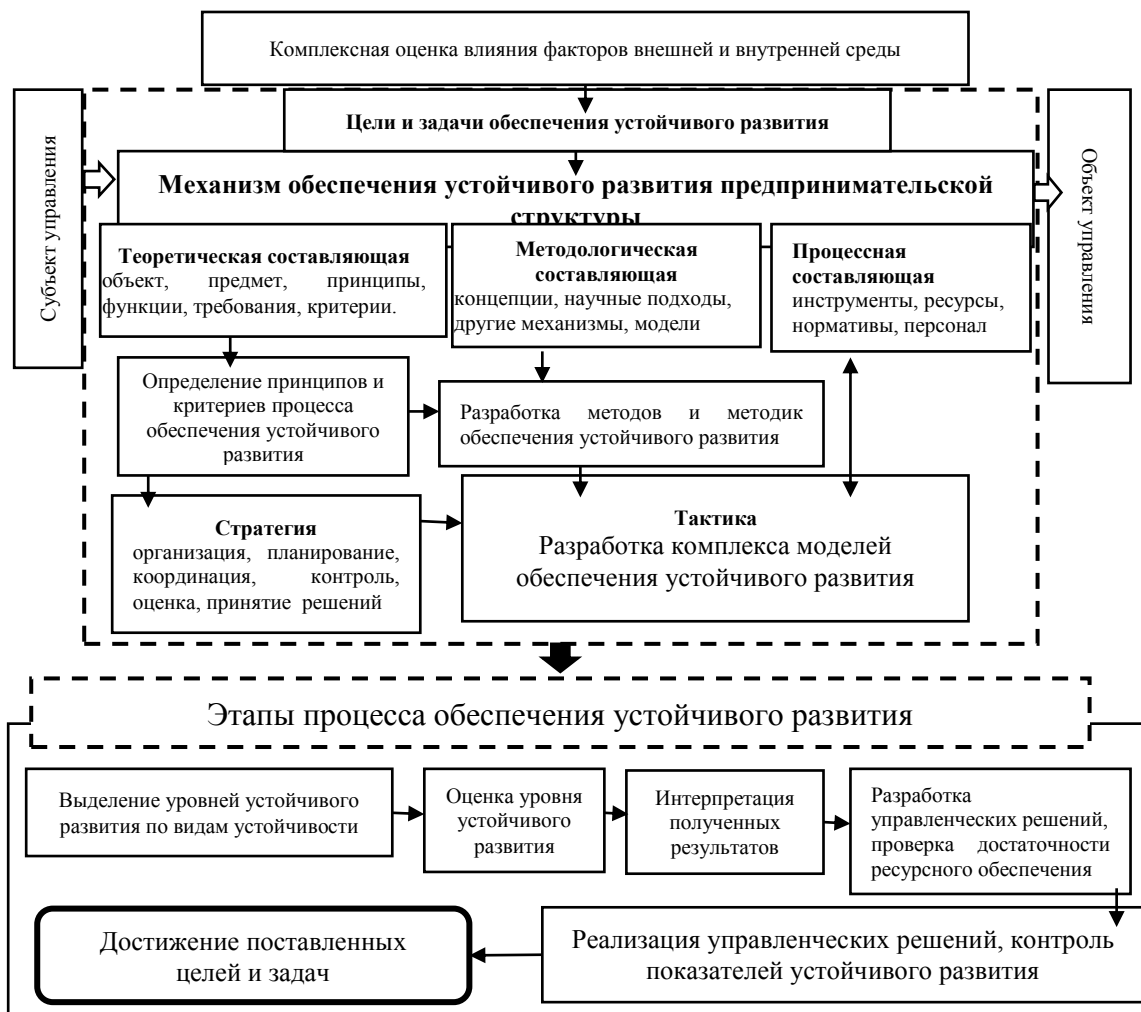 Комплексная оценка влияния факторов внешней и внутренней среды
Субъект управления
Цели и задачи обеспечения устойчивого развития
Объект управления
Механизм обеспечения устойчивого развития предпринимательской
структуры
Теоретическая составляющая
объект, предмет, принципы,
функции, требования, критерии.
Методологическая
составляющая
концепции, научные подходы,
другие механизмы, модели
Процессная
составляющая
инструменты, ресурсы,
нормативы, персонал
Определение принципов и
критериев процесса
обеспечения устойчивого
развития
Разработка методов и методик
обеспечения устойчивого развития
Стратегия
организация, планирование,
координация, контроль,
оценка, принятие решений
Тактика
Разработка комплекса моделей
обеспечения устойчивого развития
Этапы процесса обеспечения устойчивого развития
Выделение уровней устойчивого
развития по видам устойчивости
Оценка уровня
устойчивого
развития
Интерпретация
полученных
результатов
Разработка
управленческих решений,
проверка достаточности
ресурсного обеспечения
Достижение поставленных
целей и задач
Реализация управленческих решений, контроль
показателей устойчивого развития